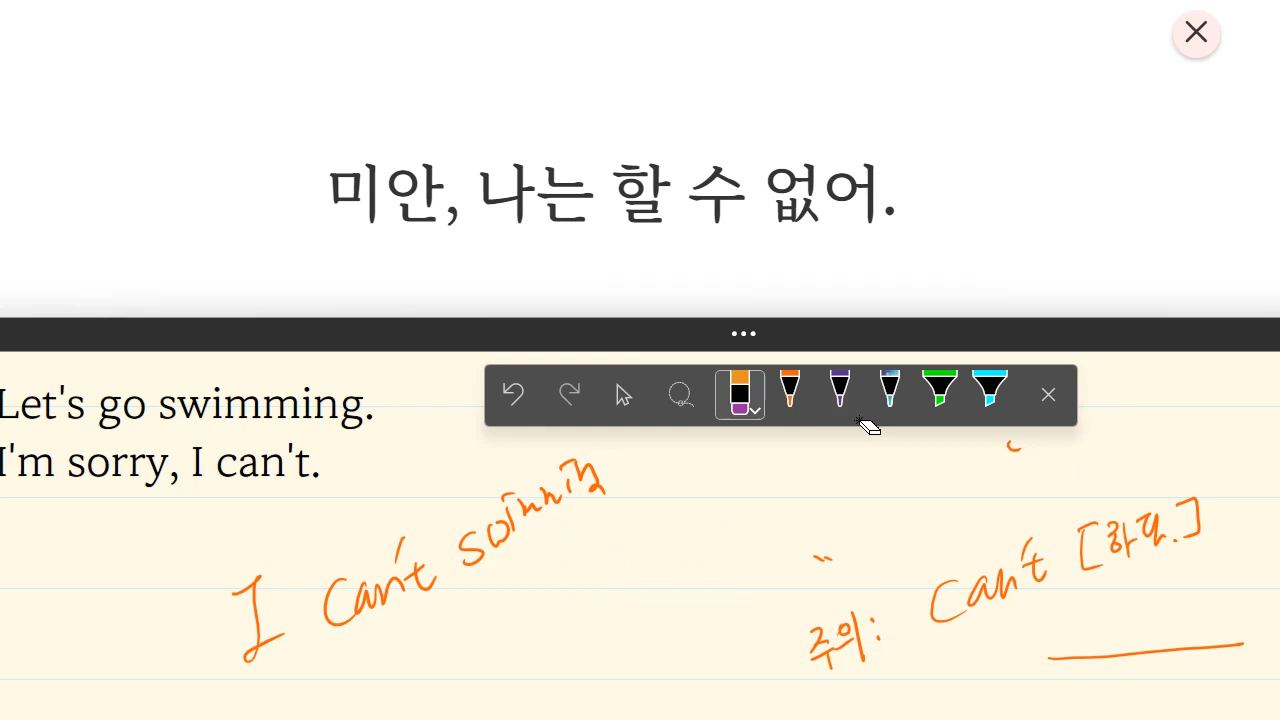 미안, 나는 할 수 없어.
Let's go swimming.
I'm sorry, I can't.
I can't swimming
주의: can't [하다.]